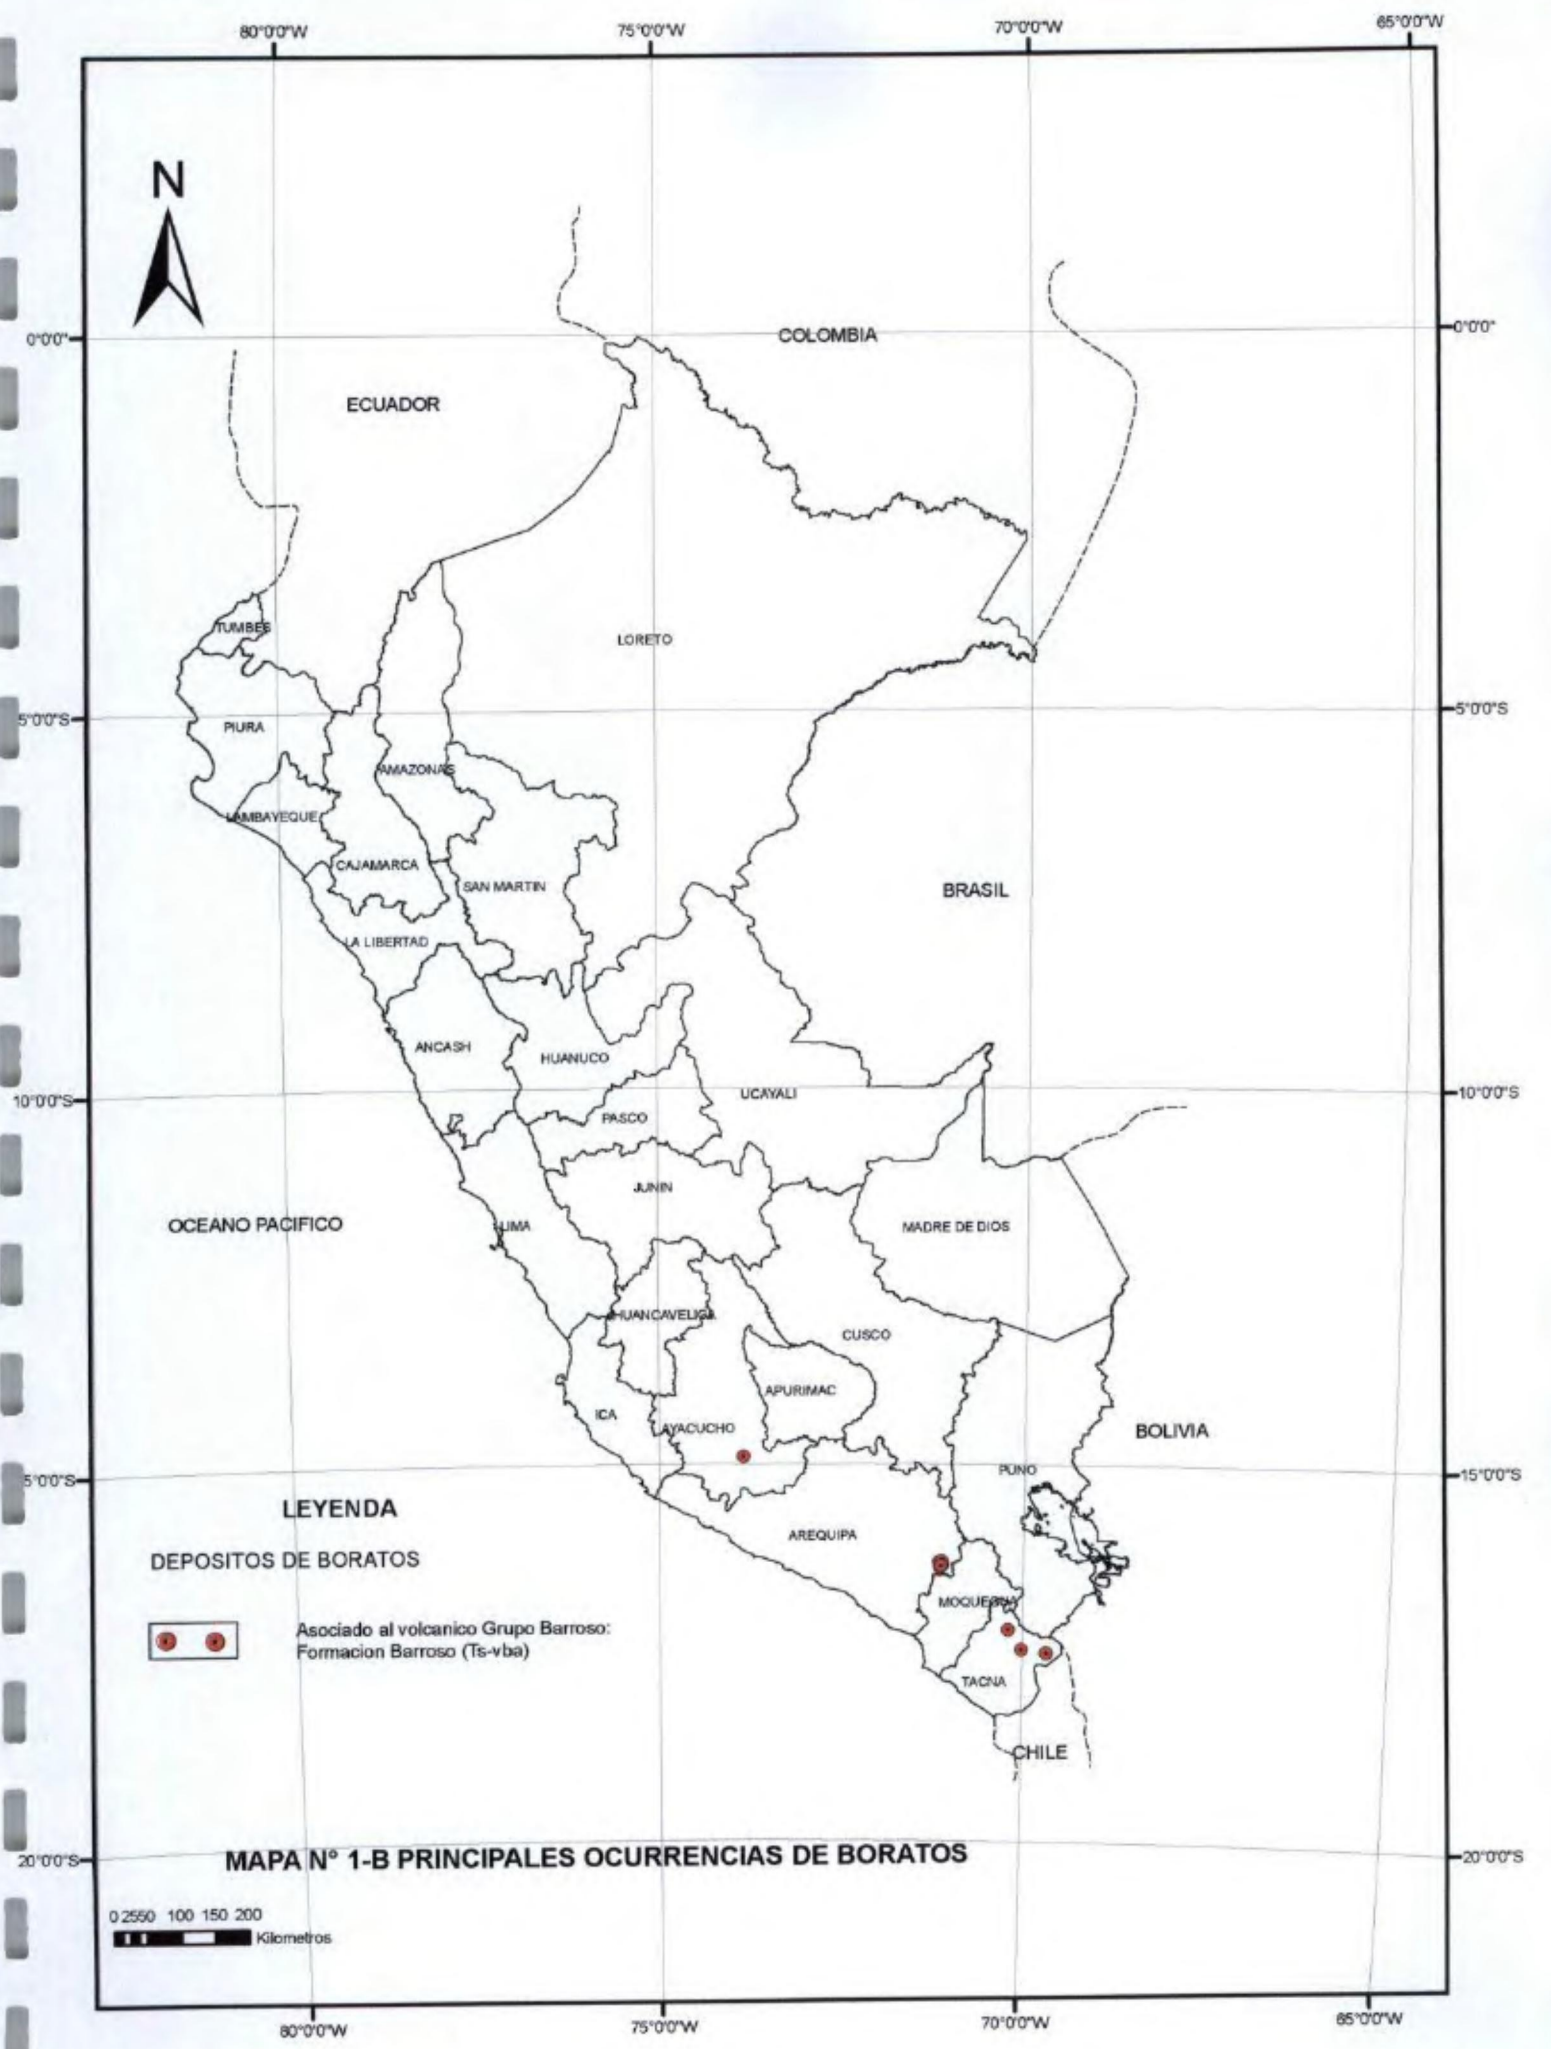 80°0'0"W
75°0'0"W
70°0'0"W
65°0'0"W
N
0°0'0"
COLOMBIA
0°0'0"
ECUADOR
TUMBES
LORETO
5°0'0"S
PIURA
5°0'0"S
AMAZONAS
LAMBAYEQUE
CAJAMARCA
SAN MARTIN
BRASIL
LA LIBERTAD
ANCASH
HUANUCO
10°0'0"S
PASCO
UCAYALI
10°0'0"S
JUNIN
OCEANO PACIFICO
LIMA
MADRE DE DIOS
HUANCAVELICA
CUSCO
APURIMAC
ICA
AYACUCHO
BOLIVIA
5°0'0"S
PUNO
15°0'0"S
LEYENDA
AREQUIPA
DEPOSITOS DE BORATOS
MOQUEGUA
Asociado al volcanico Grupo Barroso:
Formacion Barroso (Ts-vba)
TACNA
CHILE
20°0'0"S
MAPA N° 1-B PRINCIPALES OCURRENCIAS DE BORATOS
20°0'0"S
0 2550 100 150 200
Kilometros
80°0'0"W
75°0'0"W
70°0'0"W
65°0'0"W